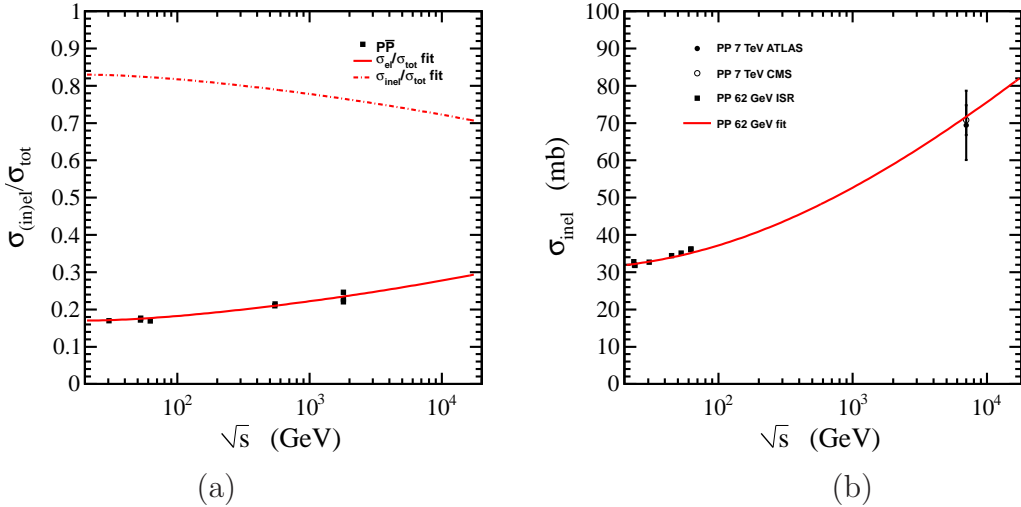 σ(in)el/σtot
1
0.9
0.8
0.7
0.6
0.5
0.4
0.3
0.2
0.1
0
PP̅
σel/σtot fit
σinel/σtot fit
10² 10³ 10⁴
√s (GeV)
(a)
σinel (mb)
100
90
80
70
60
50
40
30
20
10
0
PP 7 TeV ATLAS
PP 7 TeV CMS
PP 62 GeV ISR
PP 62 GeV fit
10² 10³ 10⁴
√s (GeV)
(b)